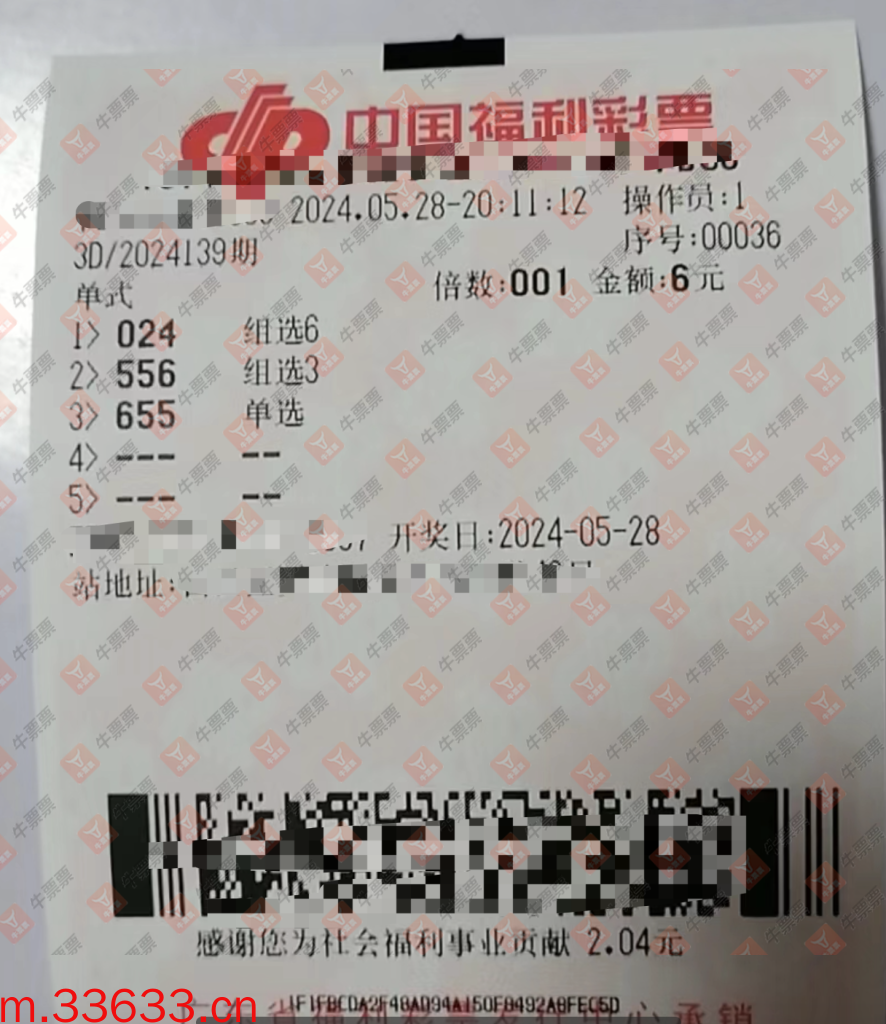 中国福利彩票
2024.05.28-20:11:12 操作员:1
3D/2024139期 序号:00036
单式 倍数:001 金额:6元
1> 024 组选6
2> 556 组选3
3> 655 单选
4> --- --
5> --- --
开奖日:2024-05-28
站地址:
感谢您为社会福利事业贡献 2.04元
1F1FBCDA2F48AD94A150F8492A8FEC5D
m.33633.cn
牛票票